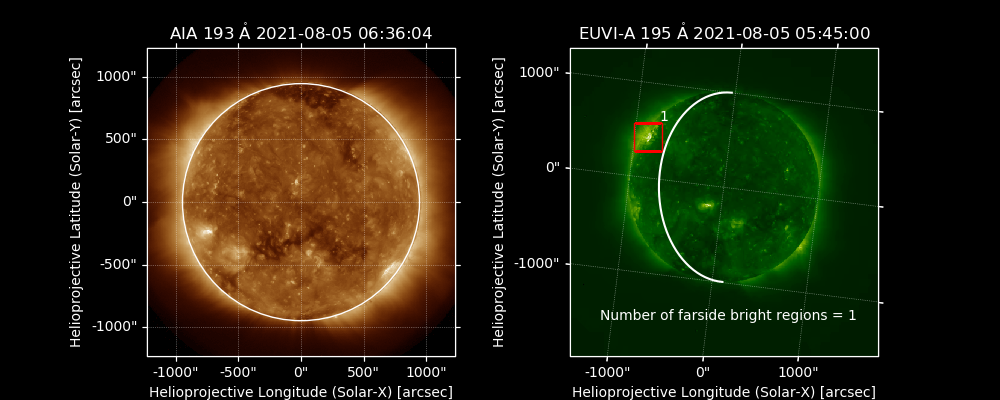 AIA 193 Å 2021-08-05 06:36:04
1000"
500"
0"
-500"
-1000"
-1000"
-500"
0"
500"
1000"
Helioprojective Longitude (Solar-X) [arcsec]
Helioprojective Latitude (Solar-Y) [arcsec]
EUVI-A 195 Å 2021-08-05 05:45:00
1000"
0"
-1000"
1
Number of farside bright regions = 1
-1000"
0"
1000"
Helioprojective Longitude (Solar-X) [arcsec]
Helioprojective Latitude (Solar-Y) [arcsec]